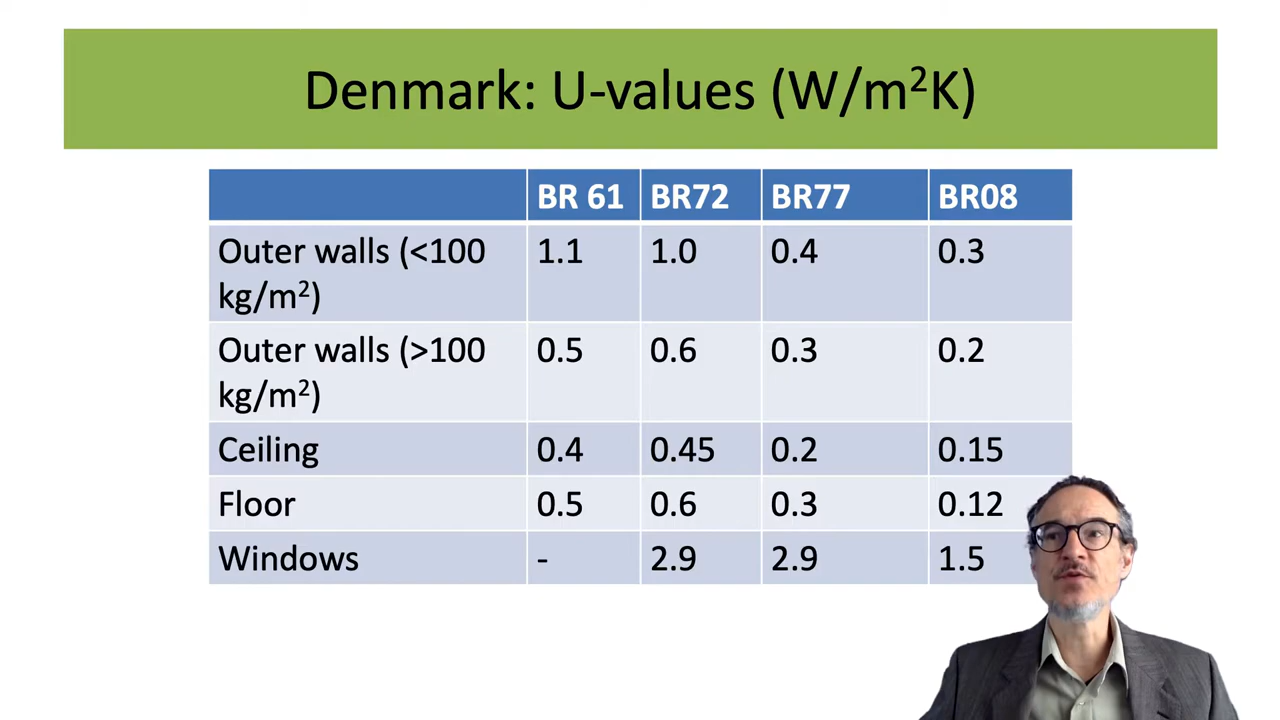 Denmark: U-values (W/m²K)
BR 61 BR72 BR77 BR08
Outer walls (<100 kg/m²) 1.1 1.0 0.4 0.3
Outer walls (>100 kg/m²) 0.5 0.6 0.3 0.2
Ceiling 0.4 0.45 0.2 0.15
Floor 0.5 0.6 0.3 0.12
Windows - 2.9 2.9 1.5